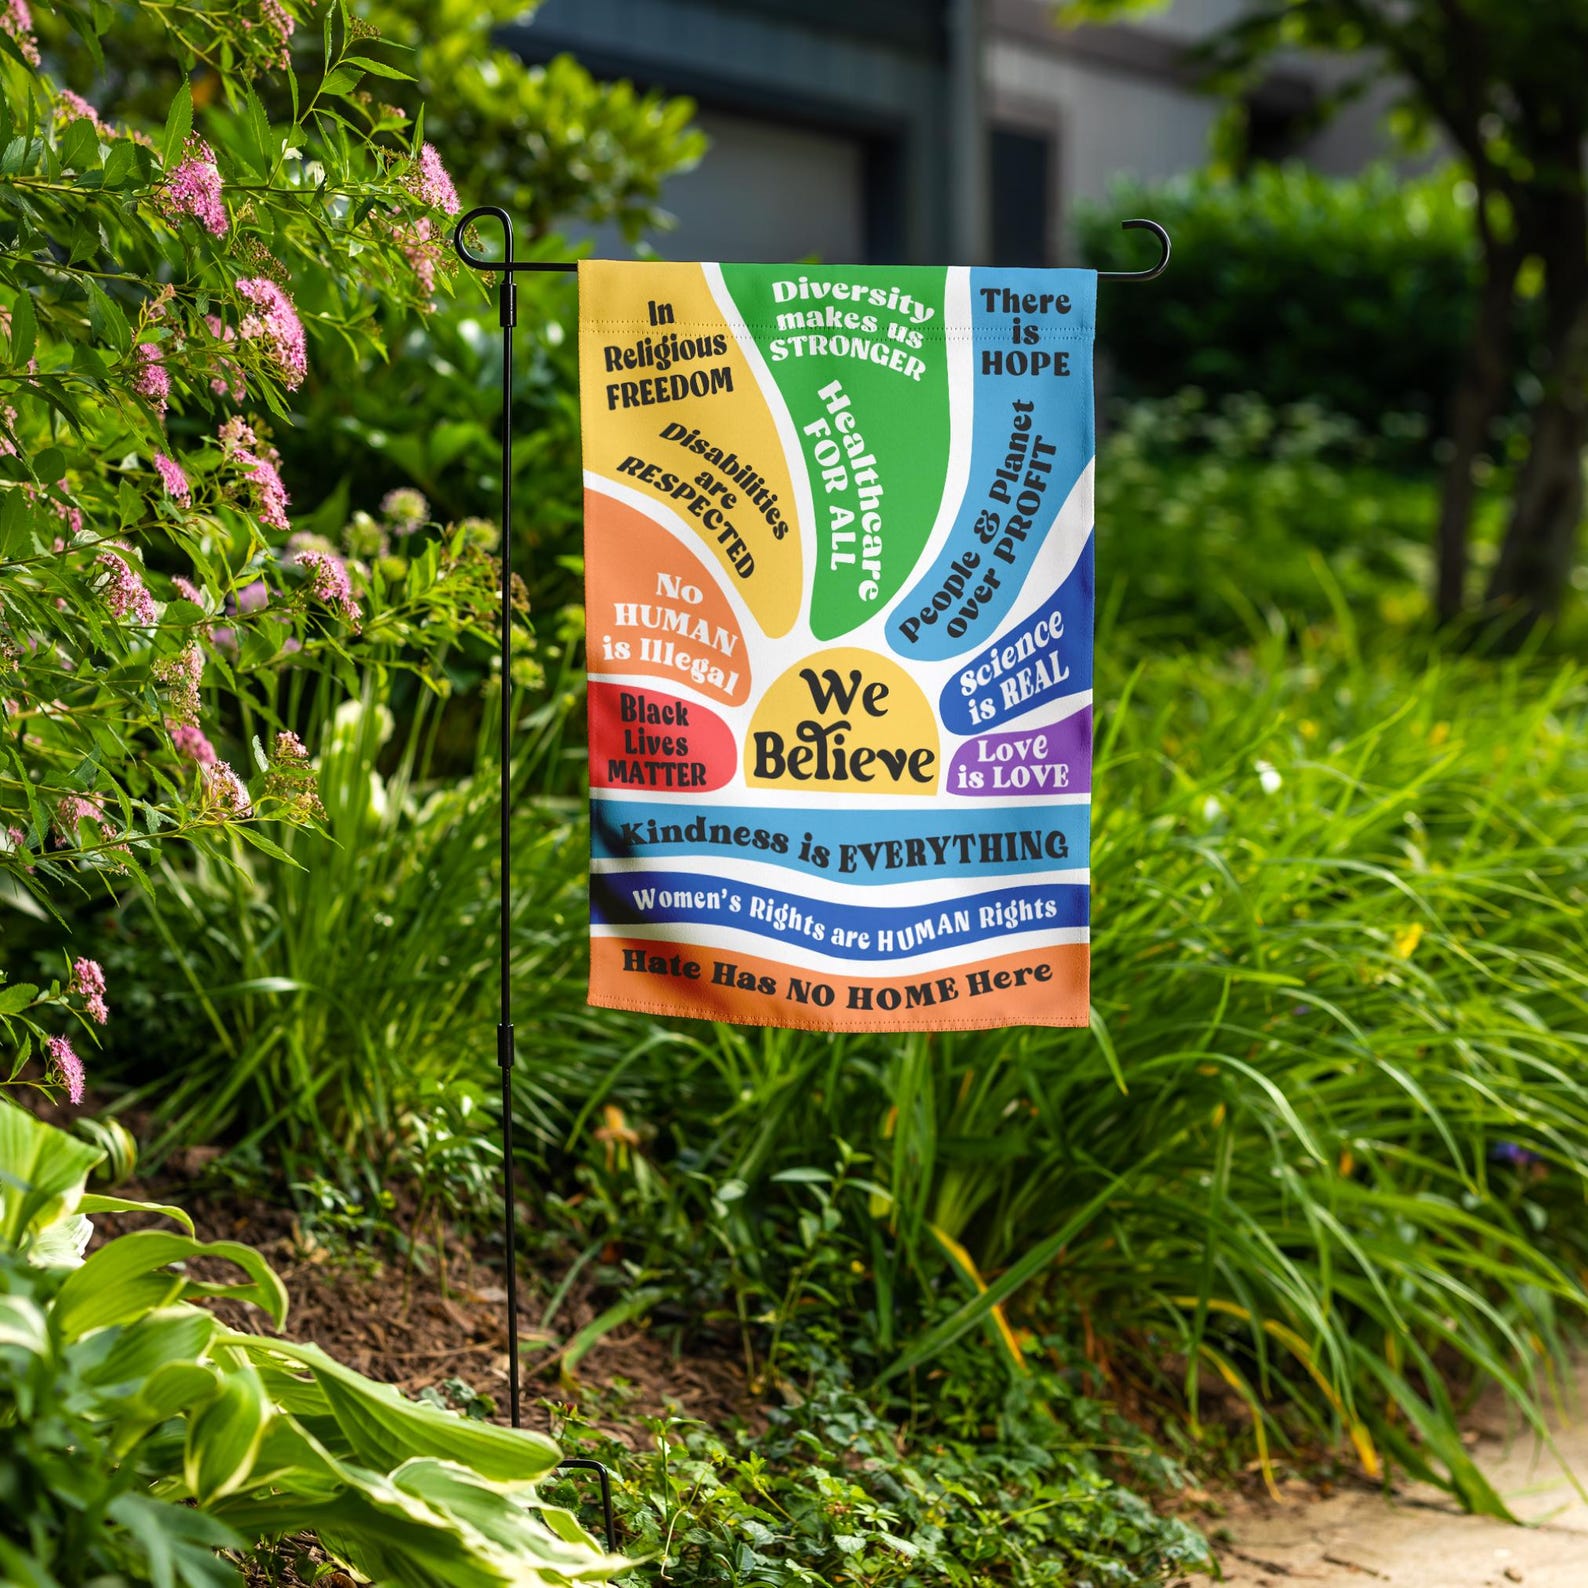 We
Believe
In
Religious
FREEDOM
Disabilities
are
RESPECTED
Diversity
makes us
STRONGER
Healthcare
FOR ALL
There
is
HOPE
People & Planet
over PROFIT
No
HUMAN
is Illegal
Science
is REAL
Black
Lives
MATTER
Love
is LOVE
Kindness is EVERYTHING
Women's Rights are HUMAN Rights
Hate Has NO HOME Here